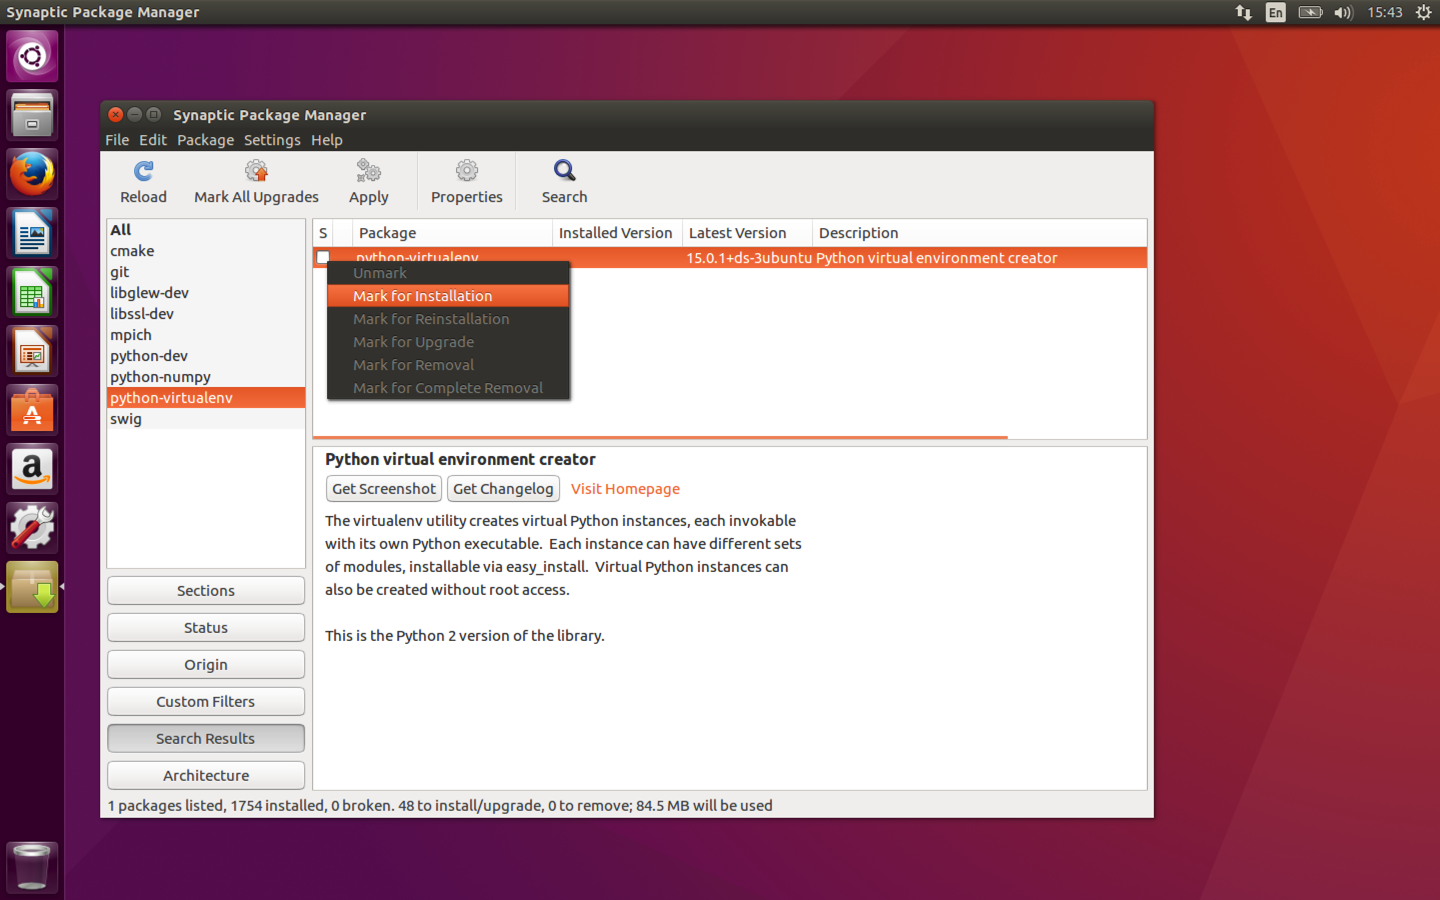 Synaptic Package Manager
En
15:43
Synaptic Package Manager
File Edit Package Settings Help
Reload
Mark All Upgrades
Apply
Properties
Search
All
cmake
git
libglew-dev
libssl-dev
mpich
python-dev
python-numpy
python-virtualenv
swig
S Package Installed Version Latest Version Description
python-virtualenv 15.0.1+ds-3ubuntu Python virtual environment creator
Unmark
Mark for Installation
Mark for Reinstallation
Mark for Upgrade
Mark for Removal
Mark for Complete Removal
Python virtual environment creator
Get Screenshot Get Changelog Visit Homepage
The virtualenv utility creates virtual Python instances, each invokable
with its own Python executable. Each instance can have different sets
of modules, installable via easy_install. Virtual Python instances can
also be created without root access.
This is the Python 2 version of the library.
Sections
Status
Origin
Custom Filters
Search Results
Architecture
1 packages listed, 1754 installed, 0 broken. 48 to install/upgrade, 0 to remove; 84.5 MB will be used